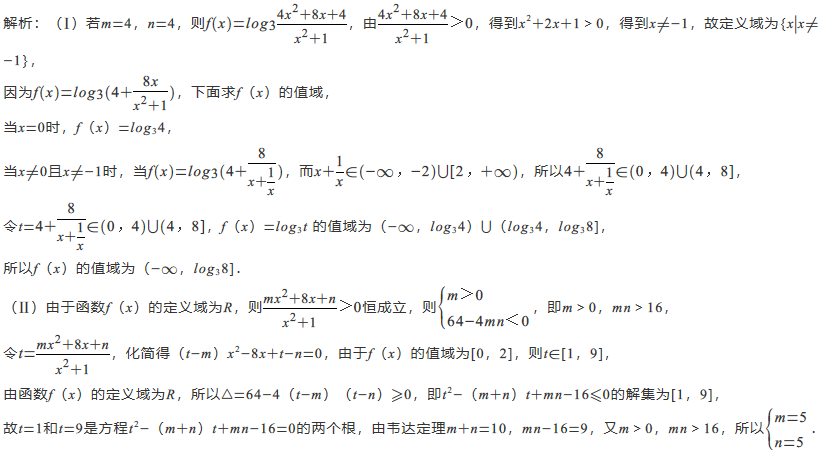 解析：（Ⅰ）若m=4，n=4，则f(x)=log₃(4x²+8x+4)/(x²+1)，由(4x²+8x+4)/(x²+1)＞0，得到x²+2x+1＞0，得到x≠-1，故定义域为{x|x≠
-1}，
因为f(x)=log₃(4+8x/(x²+1))，下面求f（x）的值域，
当x=0时，f（x）=log₃4，
当x≠0且x≠-1时，当f(x)=log₃(4+8/(x+1/x))，而x+1/x∈(-∞，-2)∪[2，+∞)，所以4+8/(x+1/x)∈(0，4)∪(4，8]，
令t=4+8/(x+1/x)∈(0，4)∪(4，8]，f（x）=log₃t 的值域为（-∞，log₃4）∪（log₃4，log₃8]，
所以f（x）的值域为（-∞，log₃8]．
（Ⅱ）由于函数f（x）的定义域为R，则(mx²+8x+n)/(x²+1)＞0恒成立，则{m＞0 64-4mn＜0，即m＞0，mn＞16，
令t=(mx²+8x+n)/(x²+1)，化简得（t-m）x²-8x+t-n=0，由于f（x）的值域为[0，2]，则t∈[1，9]，
由函数f（x）的定义域为R，所以△=64-4（t-m）（t-n）≥0，即t²-（m+n）t+mn-16≤0的解集为[1，9]，
故t=1和t=9是方程t²-（m+n）t+mn-16=0的两个根，由韦达定理m+n=10，mn-16=9，又m＞0，mn＞16，所以{m=5 n=5．